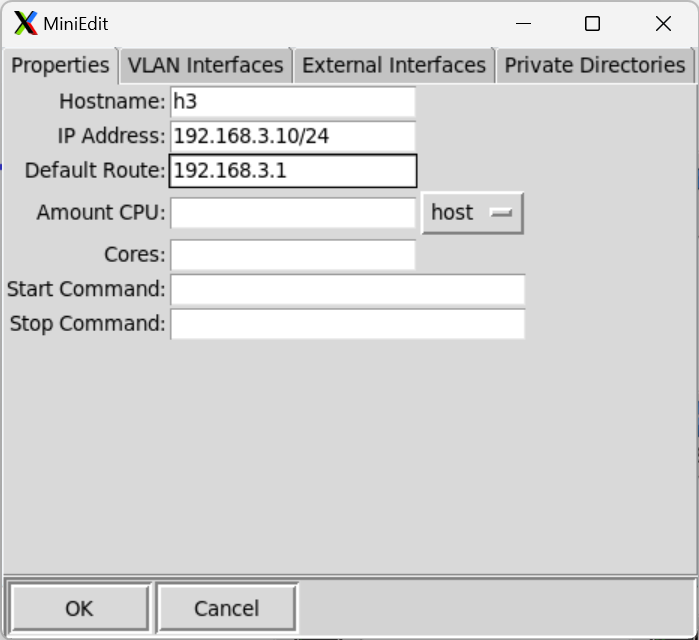 MiniEdit
Properties VLAN Interfaces External Interfaces Private Directories
Hostname: h3
IP Address: 192.168.3.10/24
Default Route: 192.168.3.1
Amount CPU: host
Cores:
Start Command:
Stop Command:
OK Cancel